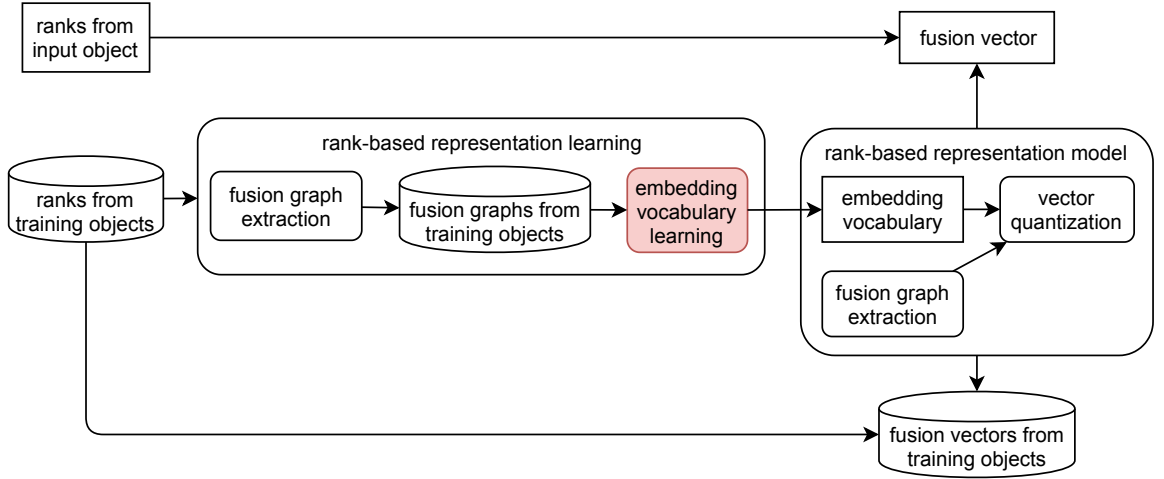 ranks from
input object
fusion vector
rank-based representation learning
rank-based representation model
ranks from
training objects
fusion graph
extraction
fusion graphs from
training objects
embedding
vocabulary
learning
embedding
vocabulary
vector
quantization
fusion graph
extraction
fusion vectors from
training objects